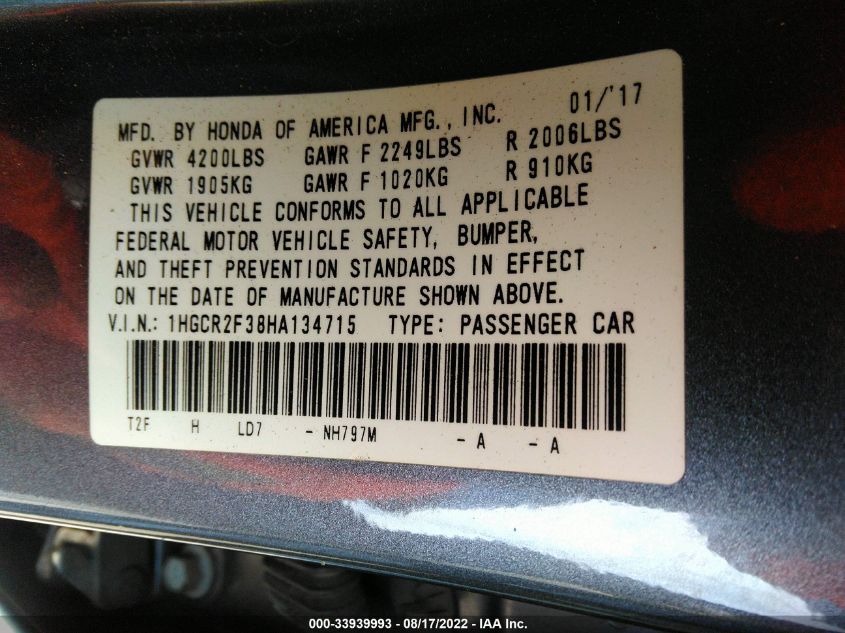 01/'17
MFD. BY HONDA OF AMERICA MFG., INC.
GVWR 4200LBS GAWR F 2249LBS R 2006LBS
GVWR 1905KG GAWR F 1020KG R 910KG
THIS VEHICLE CONFORMS TO ALL APPLICABLE
FEDERAL MOTOR VEHICLE SAFETY, BUMPER,
AND THEFT PREVENTION STANDARDS IN EFFECT
ON THE DATE OF MANUFACTURE SHOWN ABOVE.
V.I.N.: 1HGCR2F38HA134715 TYPE: PASSENGER CAR
T2F H LD7 - NH797M - A - A
000-33939993 - 08/17/2022 - IAA Inc.